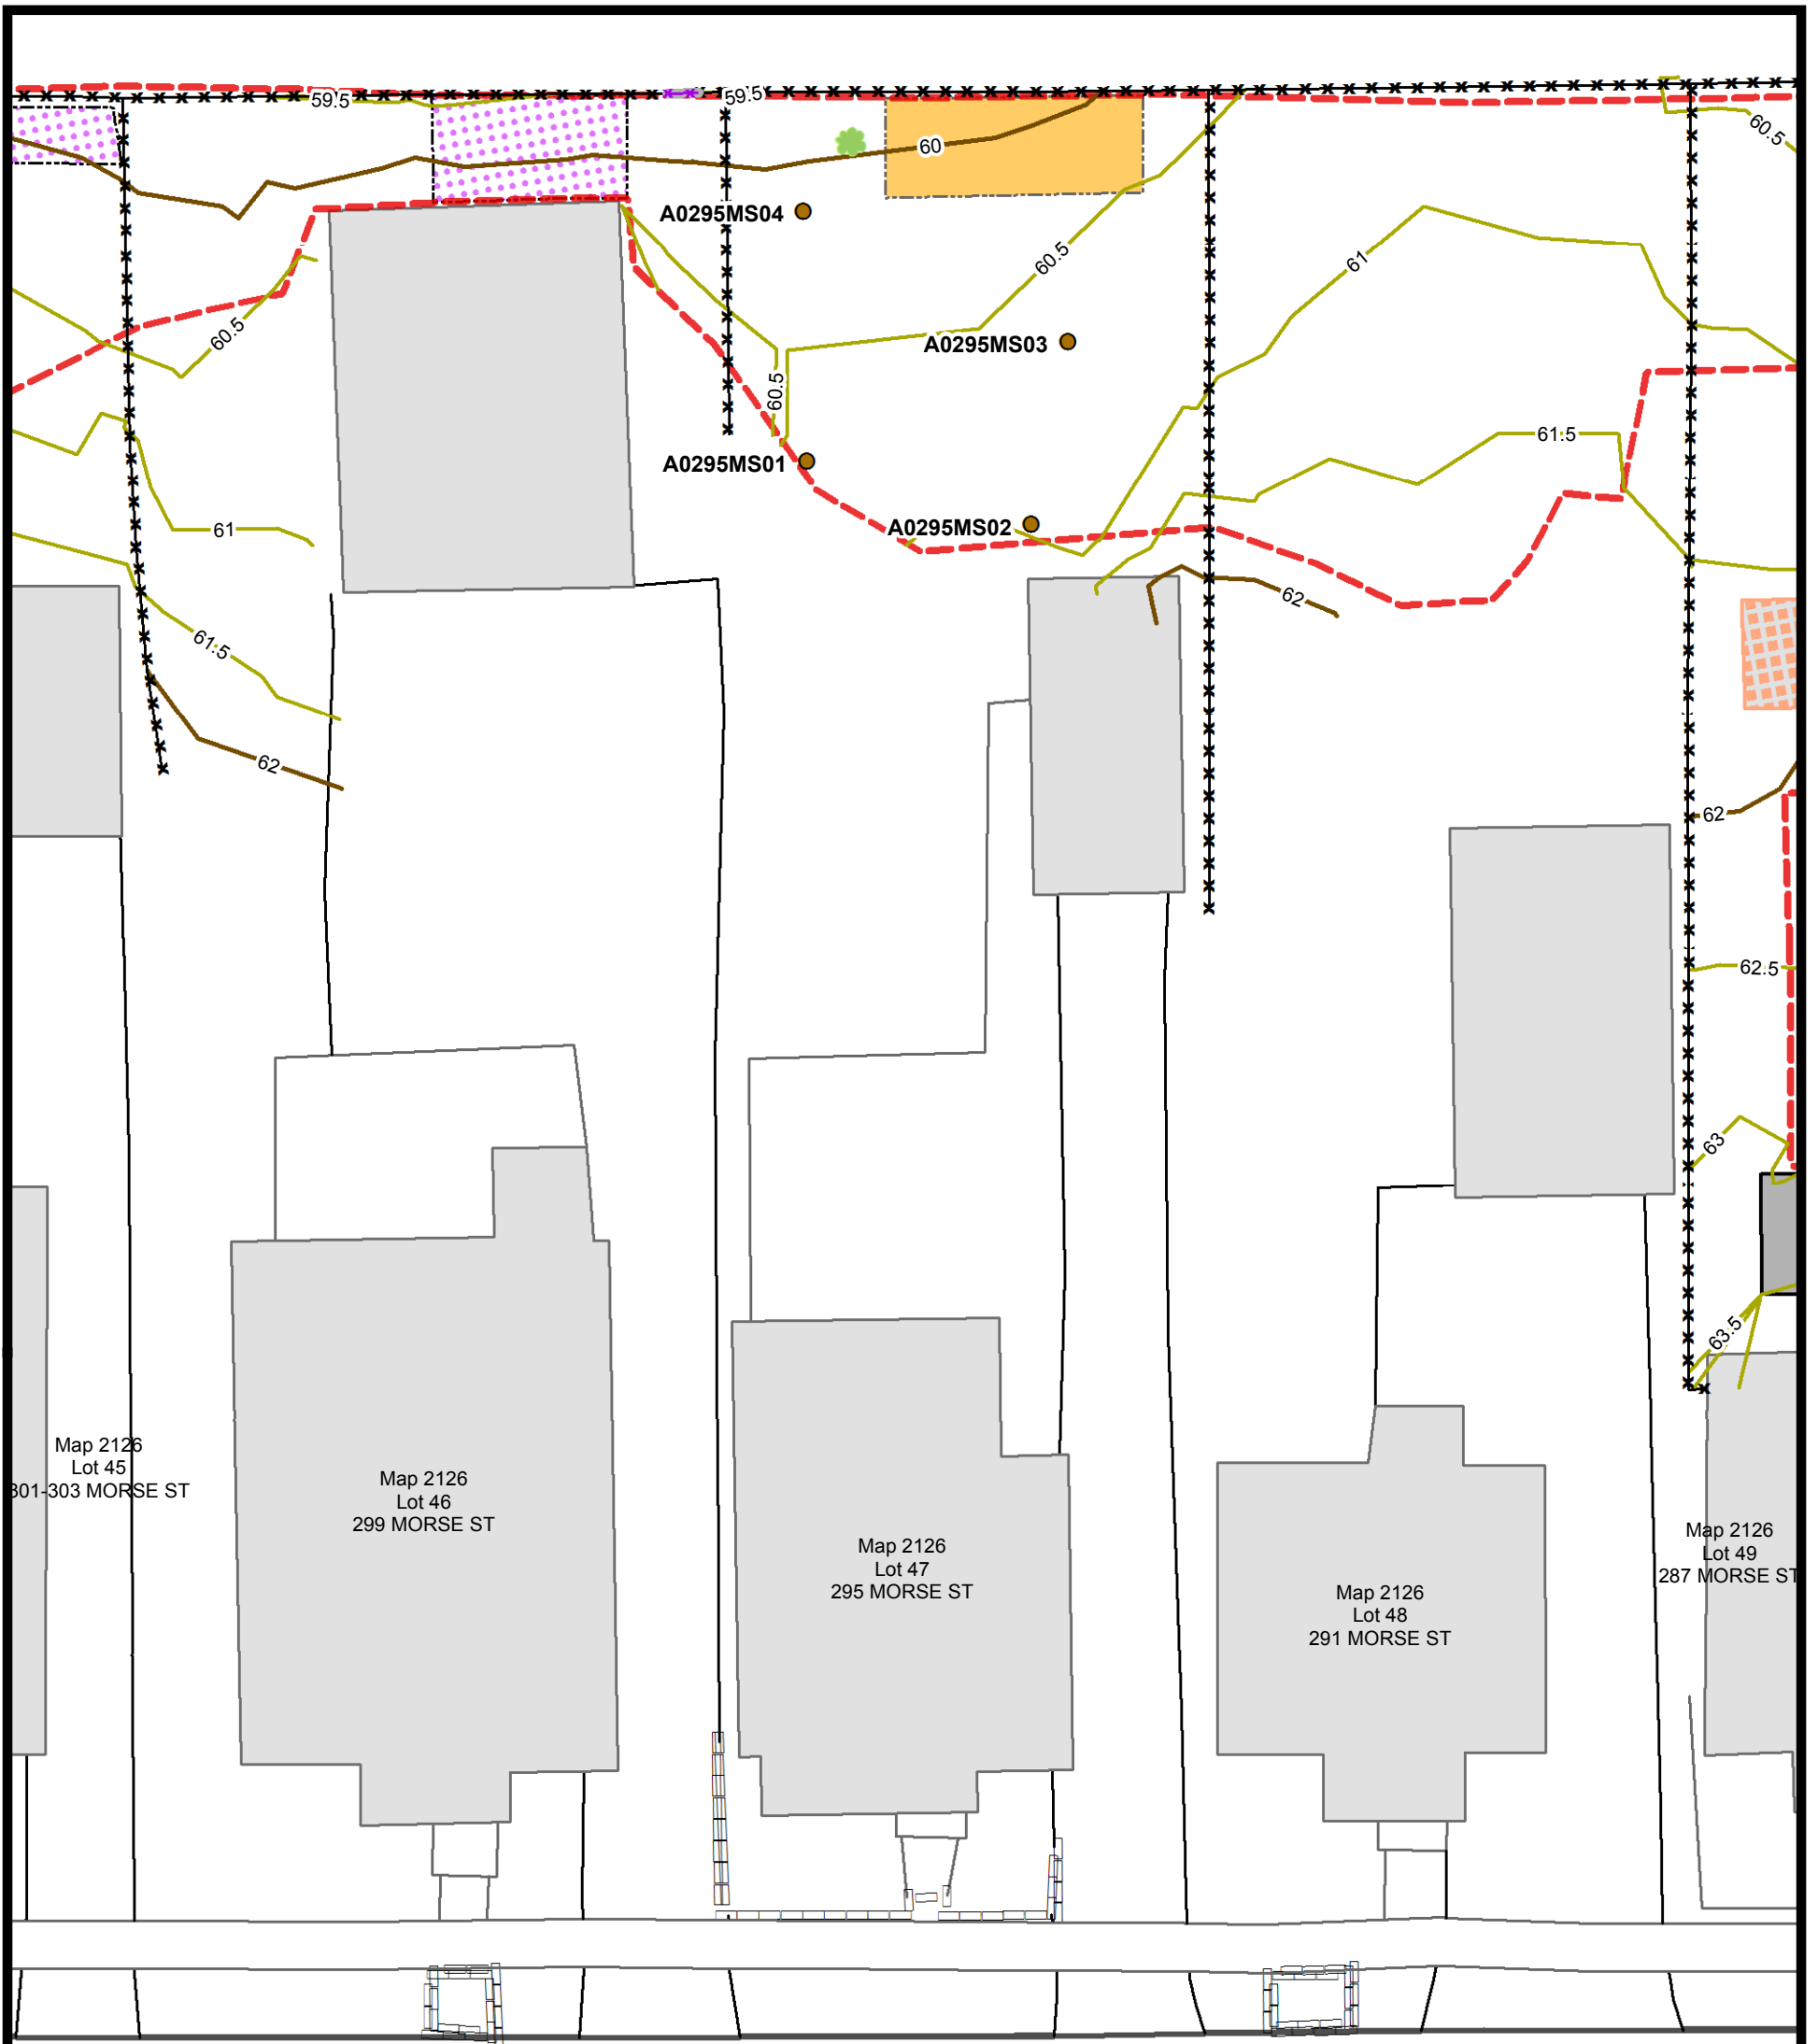 59.5
59.5
60.5
60
A0295MS04
60.5
61
60.5
A0295MS03
60.5
61.5
A0295MS01
61
A0295MS02
62
61.5
62
62
62.5
63
63.5
Map 2126
Lot 45
301-303 MORSE ST
Map 2126
Lot 46
299 MORSE ST
Map 2126
Lot 47
295 MORSE ST
Map 2126
Lot 48
291 MORSE ST
Map 2126
Lot 49
287 MORSE ST